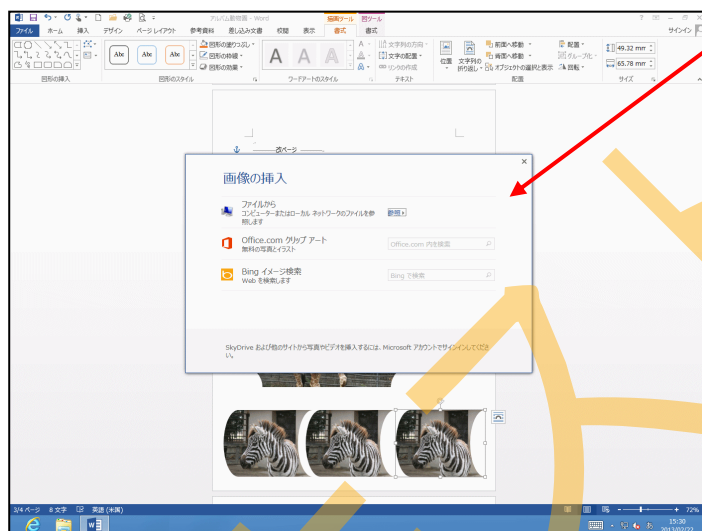 アルバム動物園 - Word
描画ツール 図ツール
サインイン
ファイル ホーム 挿入 デザイン ページ レイアウト 参考資料 差し込み文書 校閲 表示 書式 書式
Abc Abc Abc
図形の塗りつぶし
図形の枠線
図形の効果
A A A
文字列の方向
文字の配置
リンクの作成
位置 文字列の折り返し
前面へ移動
背面へ移動
オブジェクトの選択と表示
配置
グループ化
回転
49.32 mm
65.78 mm
図形の挿入 図形のスタイル ワードアートのスタイル テキスト 配置 サイズ
改ページ
画像の挿入
ファイルから
コンピューターまたはローカル ネットワークのファイルを参
照します
参照
Office.com クリップ アート
無料の写真とイラスト
Office.com 内を検索
Bing イメージ検索
Web を検索します
Bing で検索
SkyDrive および他のサイトから写真やビデオを挿入するには、Microsoft アカウントでサインインしてくださ
い。
3/4 ページ 8 文字 英語 (米国)
72%
15:30
2013/02/22